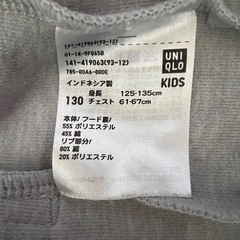 141-419063(93-12)
01-14-9F065B
141-419063(93-12)
785-00A6-00DE
UNI
QLO
KIDS
インドネシア製
身長 125-135cm
130 チェスト 61-67cm
本体/ フード裏/
55% ポリエステル
45% 綿
リブ部分/
80% 綿
20% ポリエステル